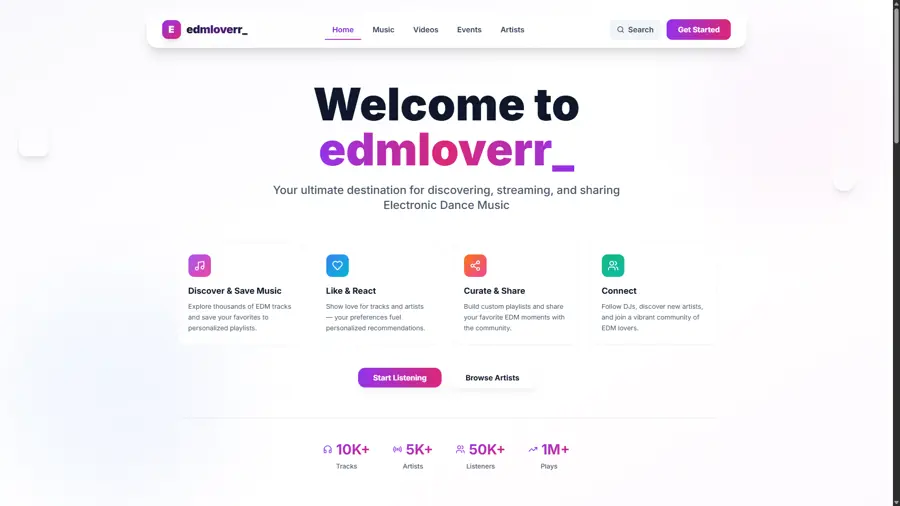 E edmloverr_
Home Music Videos Events Artists
Search Get Started
Welcome to
edmloverr_
Your ultimate destination for discovering, streaming, and sharing
Electronic Dance Music
Discover & Save Music
Explore thousands of EDM tracks
and save your favorites to
personalized playlists.
Like & React
Show love for tracks and artists
— your preferences fuel
personalized recommendations.
Curate & Share
Build custom playlists and share
your favorite EDM moments with
the community.
Connect
Follow DJs, discover new artists,
and join a vibrant community of
EDM lovers.
Start Listening Browse Artists
10K+ 5K+ 50K+ 1M+
Tracks Artists Listeners Plays